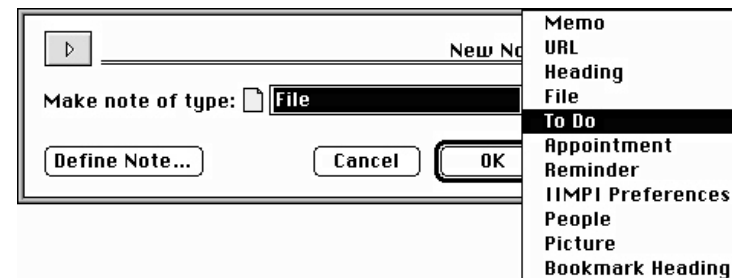 New No
Make note of type: File
Define Note...
Cancel
OK
Memo
URL
Heading
File
To Do
Appointment
Reminder
IIMPI Preferences
People
Picture
Bookmark Heading